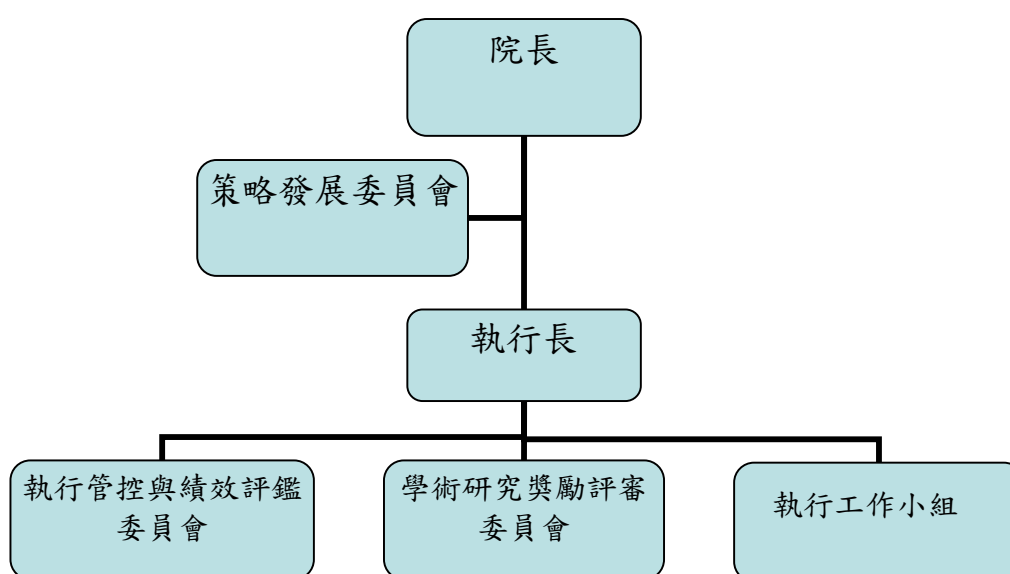 院長
策略發展委員會
執行長
執行管控與績效評鑑
委員會
學術研究獎勵評審
委員會
執行工作小組